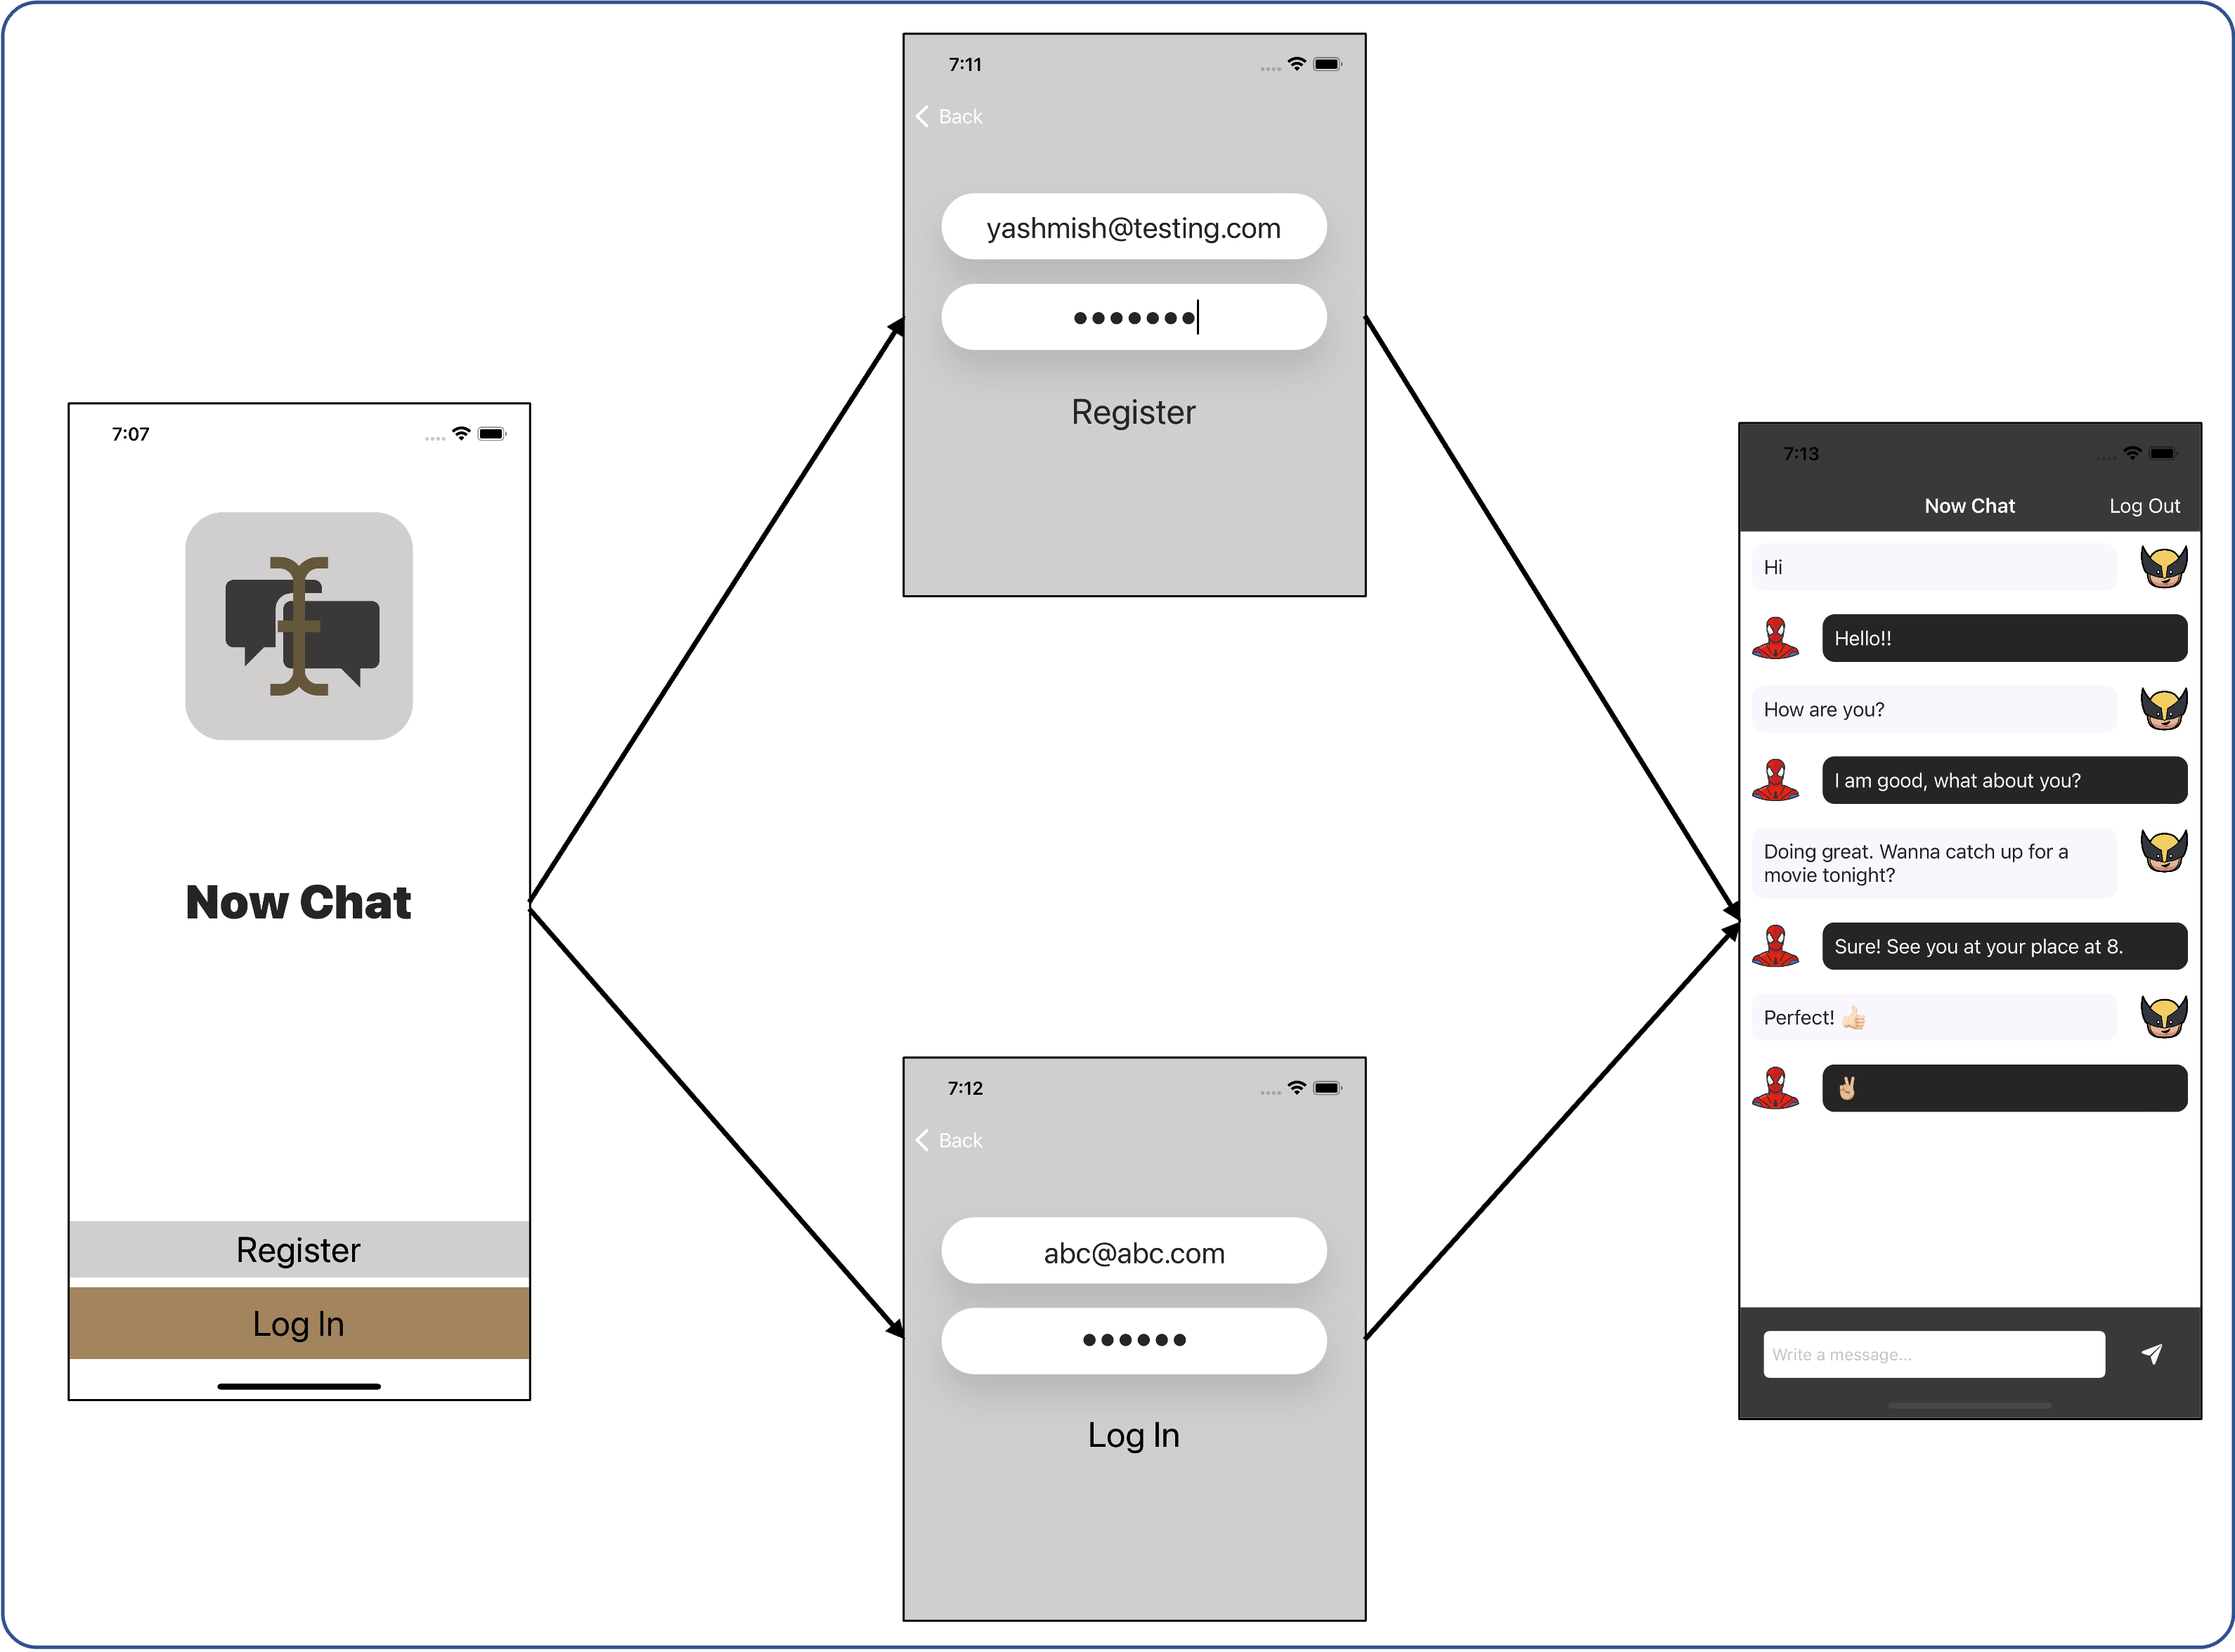 7:07
Now Chat
Register
Log In
7:11
Back
yashmish@testing.com
•••••••
Register
7:12
Back
abc@abc.com
••••••
Log In
7:13
Now Chat
Log Out
Hi
Hello!!
How are you?
I am good, what about you?
Doing great. Wanna catch up for a
movie tonight?
Sure! See you at your place at 8.
Perfect! 👍🏻
✌🏼
Write a message...